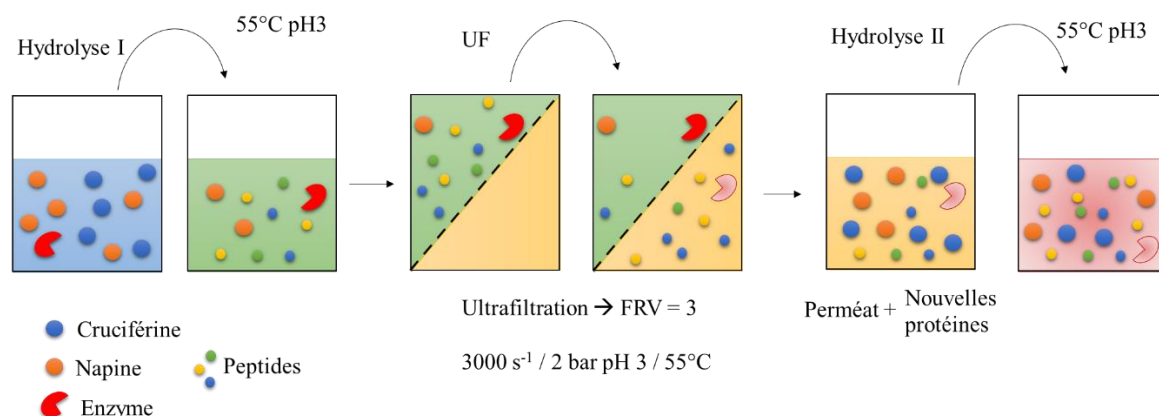 Hydrolyse I
55°C pH3
UF
Hydrolyse II
55°C pH3
Ultrafiltration → FRV = 3
3000 s⁻¹ / 2 bar pH 3 / 55°C
Perméat + Nouvelles
protéines
Cruciférine
Napine
Peptides
Enzyme